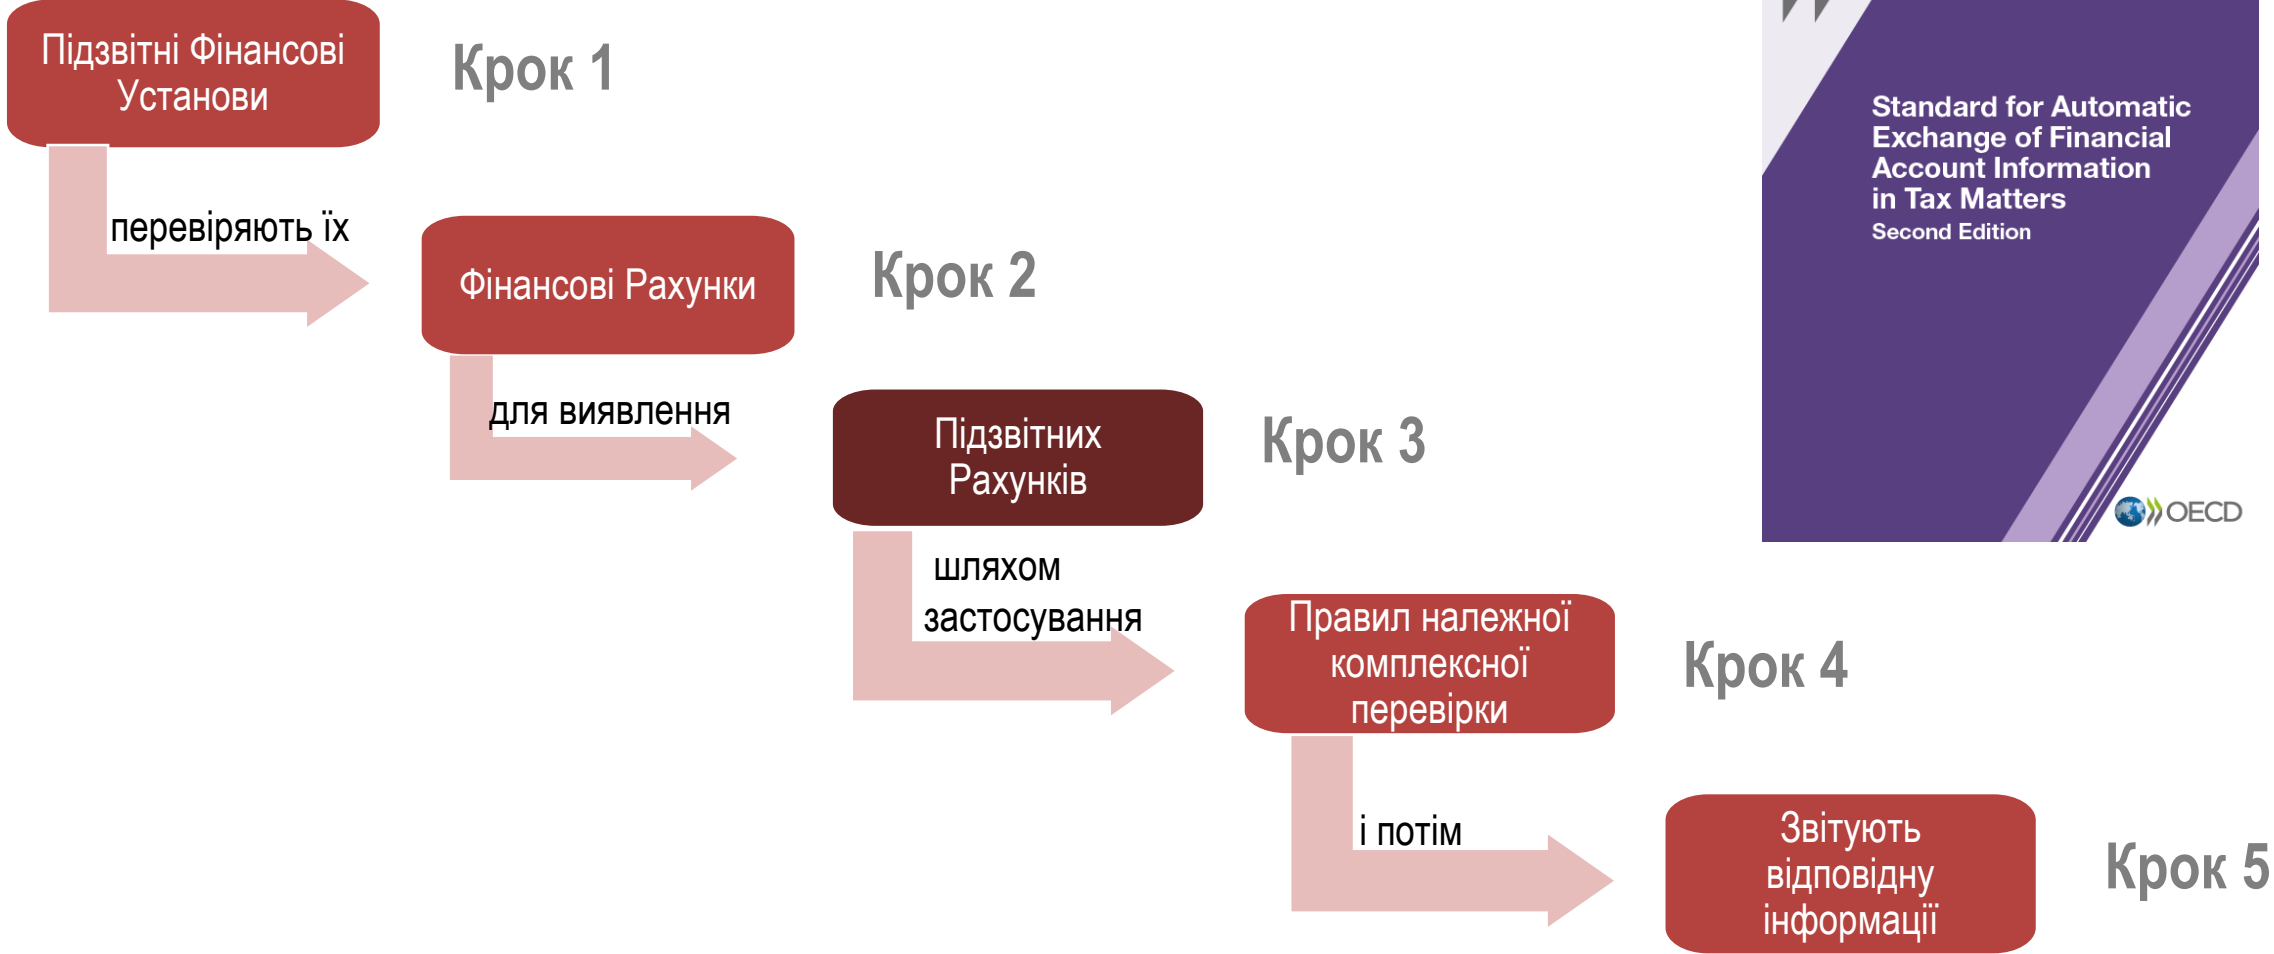 Підзвітні Фінансові
Установи
Крок 1
перевіряють їх
Фінансові Рахунки
Крок 2
для виявлення
Підзвітних
Рахунків
Крок 3
шляхом
застосування
Правил належної
комплексної
перевірки
Крок 4
і потім
Звітують
відповідну
інформації
Крок 5
Standard for Automatic
Exchange of Financial
Account Information
in Tax Matters
Second Edition
OECD